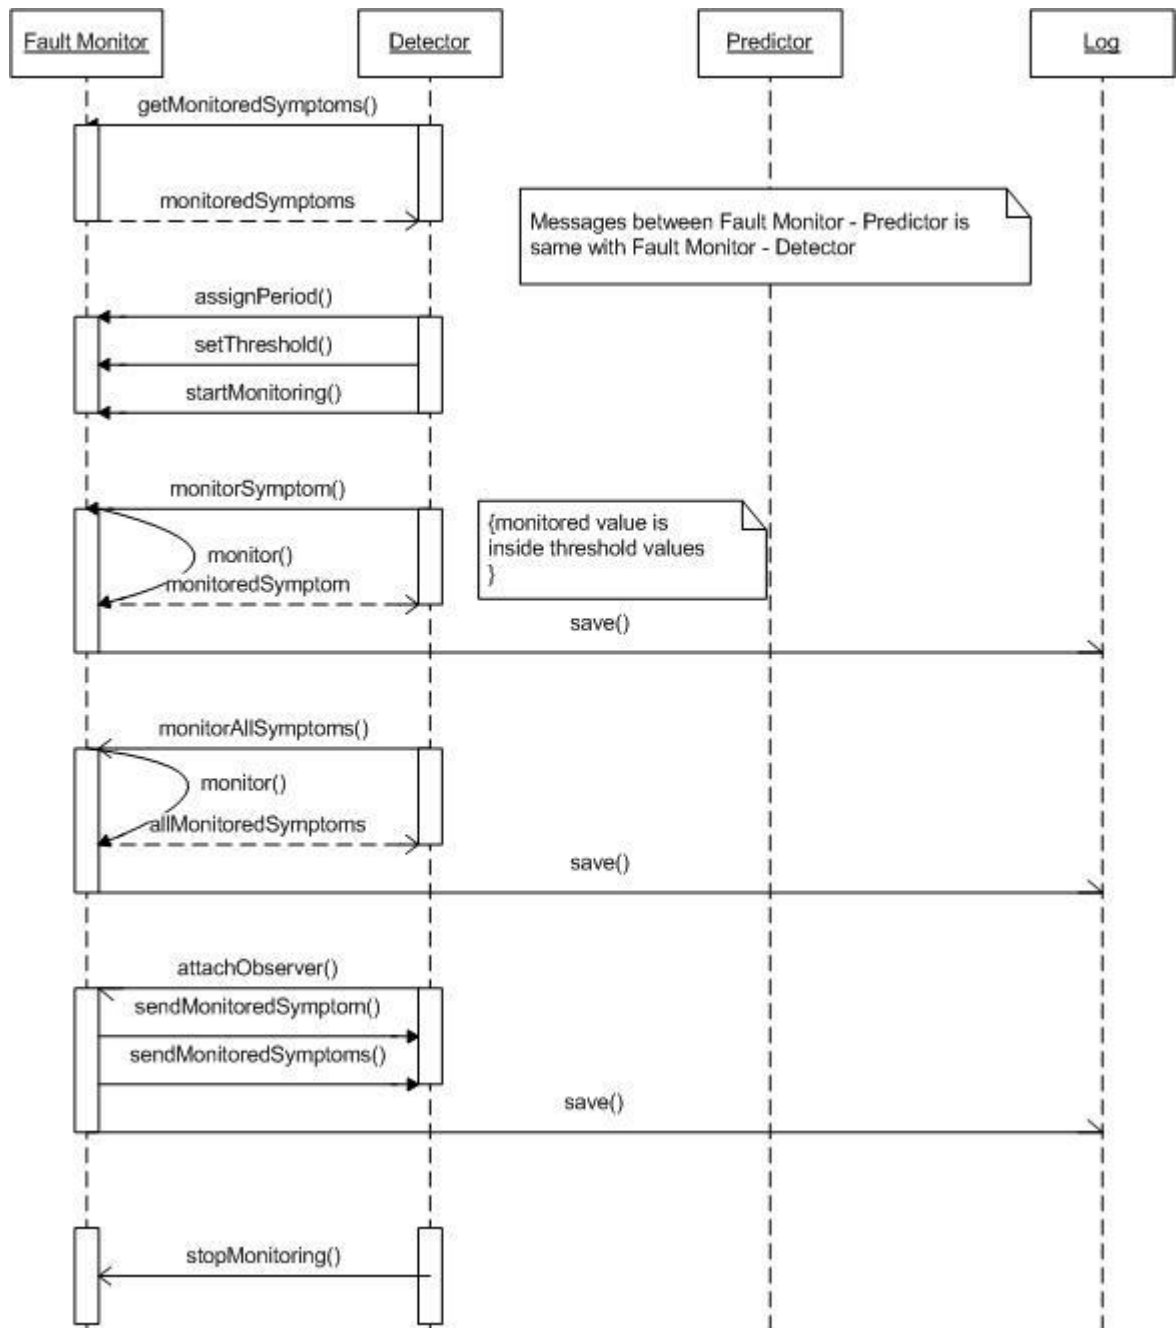 Fault Monitor
Detector
Predictor
Log
getMonitoredSymptoms()
monitoredSymptoms
Messages between Fault Monitor - Predictor is
same with Fault Monitor - Detector
assignPeriod()
setThreshold()
startMonitoring()
monitorSymptom()
{monitored value is
inside threshold values
}
monitor()
monitoredSymptom
save()
monitorAllSymptoms()
monitor()
allMonitoredSymptoms
save()
attachObserver()
sendMonitoredSymptom()
sendMonitoredSymptoms()
save()
stopMonitoring()